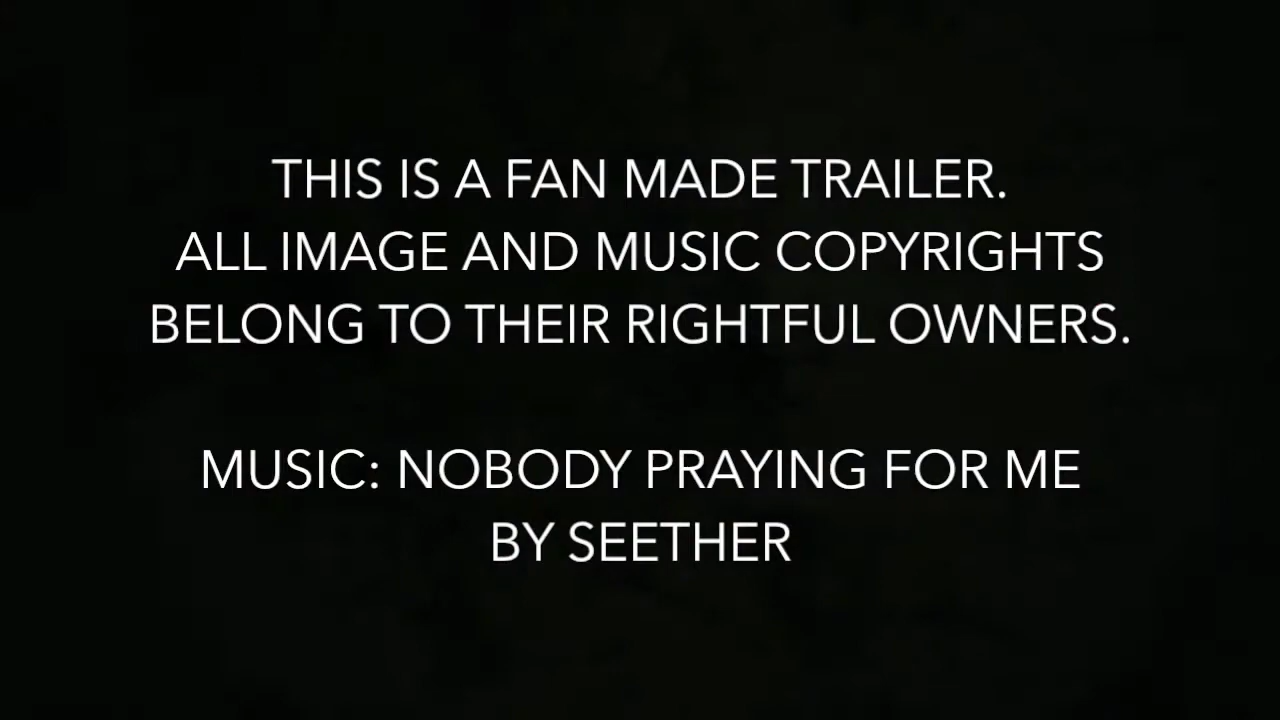 THIS IS A FAN MADE TRAILER.
ALL IMAGE AND MUSIC COPYRIGHTS
BELONG TO THEIR RIGHTFUL OWNERS.
MUSIC: NOBODY PRAYING FOR ME
BY SEETHER